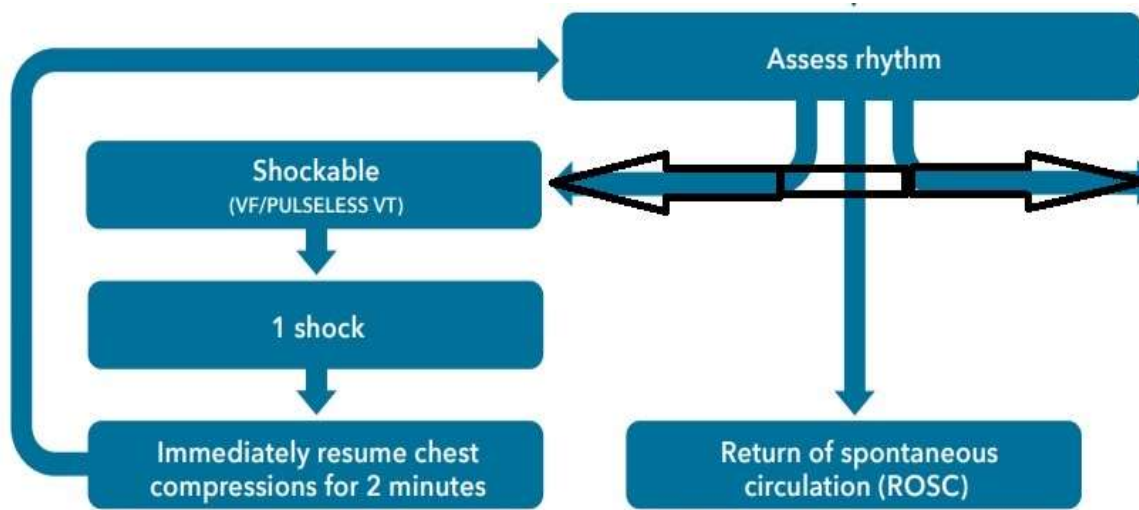 Assess rhythm
Shockable
(VF/PULSELESS VT)
1 shock
Immediately resume chest
compressions for 2 minutes
Return of spontaneous
circulation (ROSC)